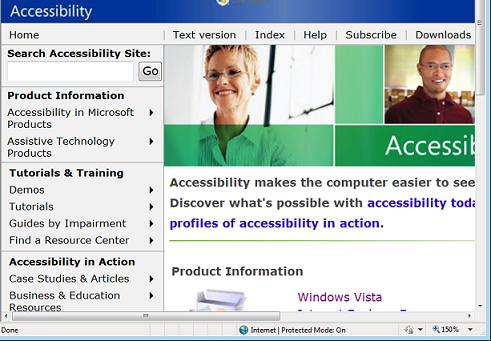 Accessibility
Home | Text version | Index | Help | Subscribe | Downloads
Search Accessibility Site:
Go
Product Information
Accessibility in Microsoft
Products
Assistive Technology
Products
Tutorials & Training
Demos
Tutorials
Guides by Impairment
Find a Resource Center
Accessibility in Action
Case Studies & Articles
Business & Education
Resources
Accessib
Accessibility makes the computer easier to see
Discover what's possible with accessibility toda
profiles of accessibility in action.
Product Information
Windows Vista
Done
Internet | Protected Mode: On
150%